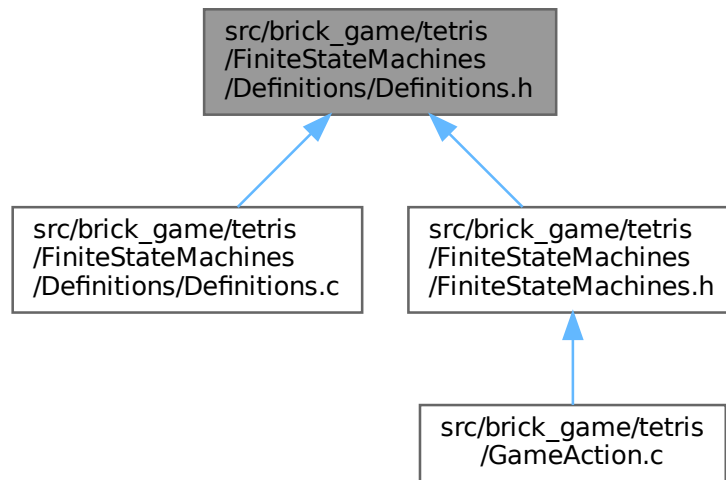 src/brick_game/tetris
/FiniteStateMachines
/Definitions/Definitions.h
src/brick_game/tetris
/FiniteStateMachines
/Definitions/Definitions.c
src/brick_game/tetris
/FiniteStateMachines
/FiniteStateMachines.h
src/brick_game/tetris
/GameAction.c